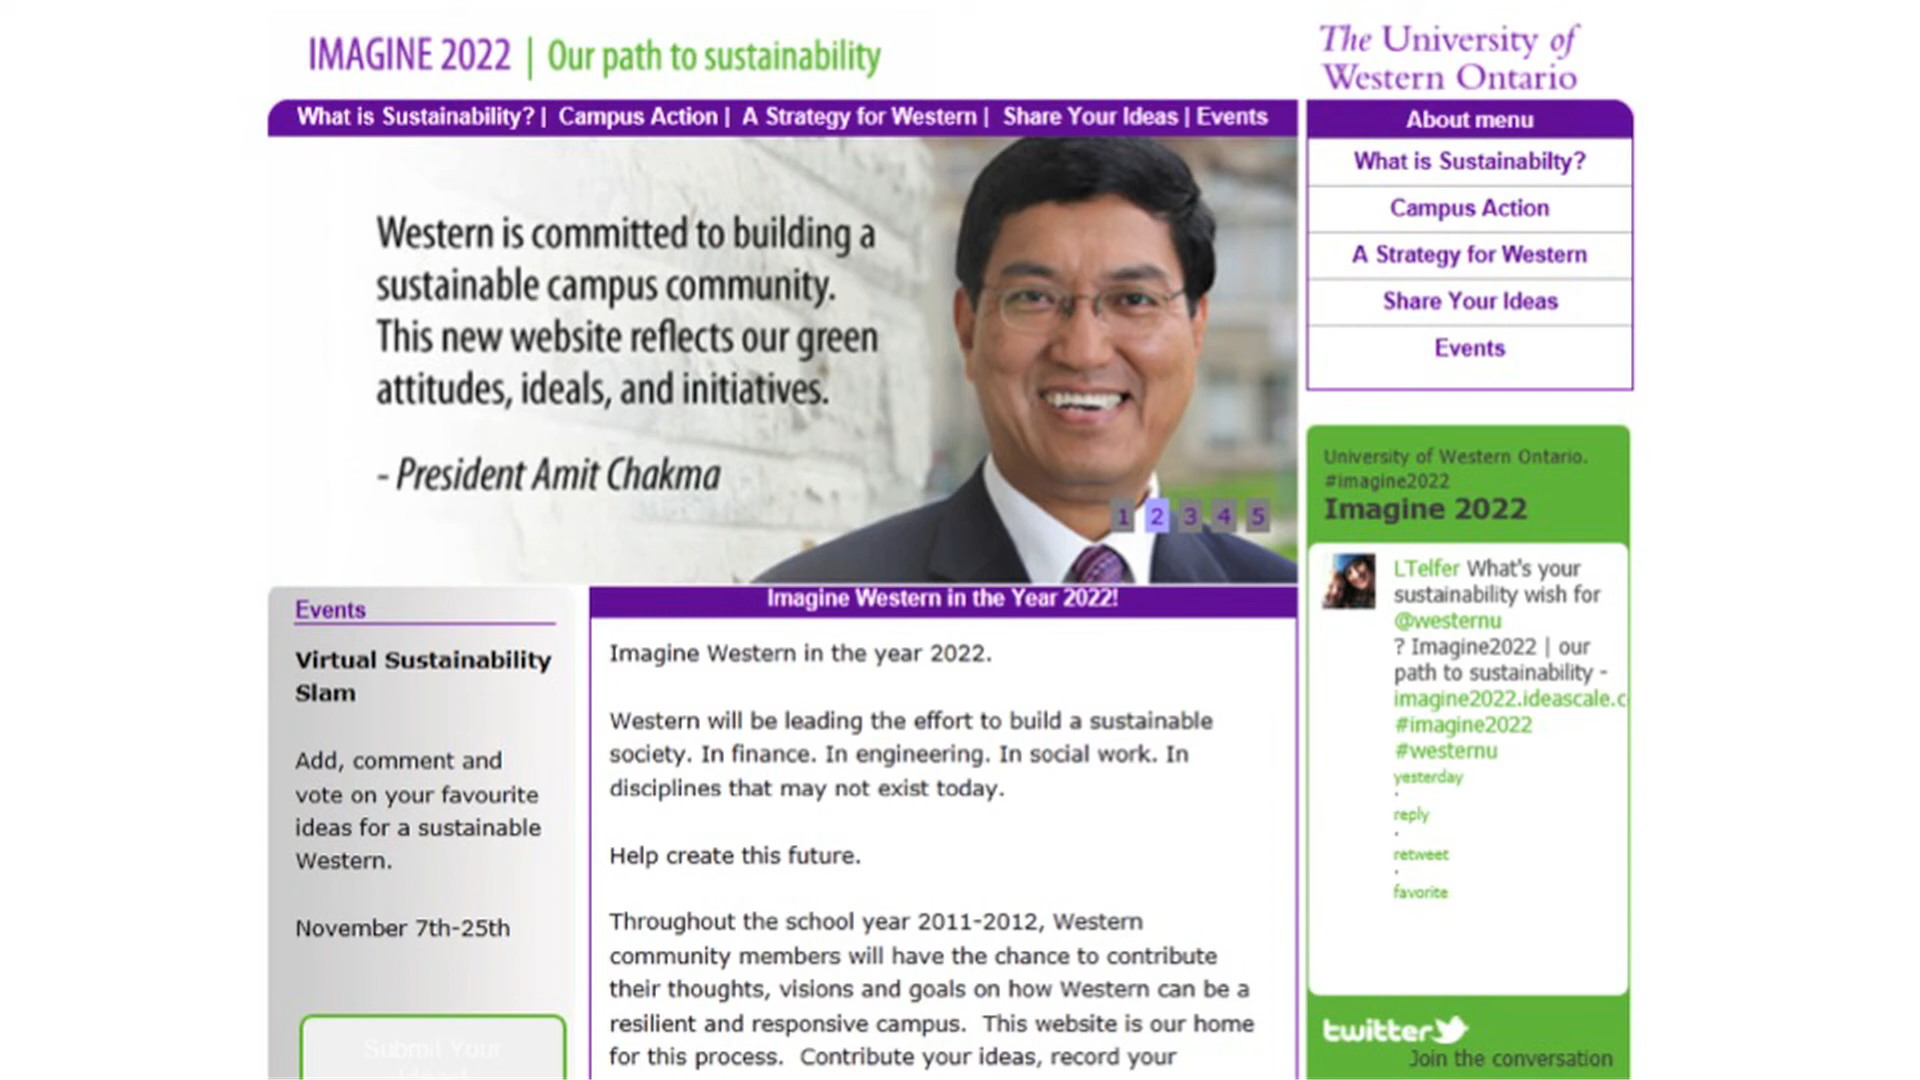 IMAGINE 2022 | Our path to sustainability
The University of
Western Ontario
What is Sustainability? | Campus Action | A Strategy for Western | Share Your Ideas | Events
About menu
What is Sustainabilty?
Campus Action
A Strategy for Western
Share Your Ideas
Events
Western is committed to building a
sustainable campus community.
This new website reflects our green
attitudes, ideals, and initiatives.
- President Amit Chakma
1 2 3 4 5
Events
Virtual Sustainability
Slam
Add, comment and
vote on your favourite
ideas for a sustainable
Western.
November 7th-25th
Submit Your
Imagine Western in the Year 2022!
Imagine Western in the year 2022.
Western will be leading the effort to build a sustainable
society. In finance. In engineering. In social work. In
disciplines that may not exist today.
Help create this future.
Throughout the school year 2011-2012, Western
community members will have the chance to contribute
their thoughts, visions and goals on how Western can be a
resilient and responsive campus. This website is our home
for this process. Contribute your ideas, record your
University of Western Ontario.
#imagine2022
Imagine 2022
LTelfer What's your
sustainability wish for
@westernu
? Imagine2022 | our
path to sustainability -
imagine2022.ideascale.c
#imagine2022
#westernu
yesterday
·
reply
·
retweet
·
favorite
twitter
Join the conversation